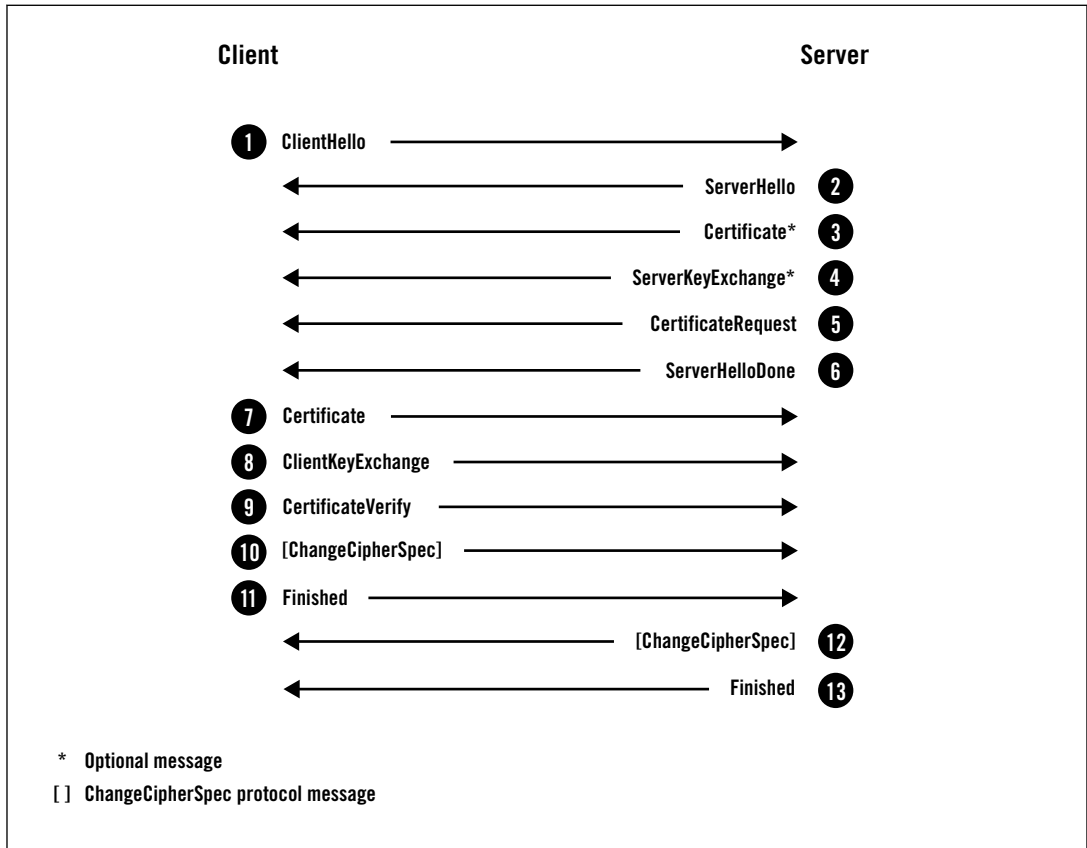 Client Server
1 ClientHello
ServerHello 2
Certificate* 3
ServerKeyExchange* 4
CertificateRequest 5
ServerHelloDone 6
7 Certificate
8 ClientKeyExchange
9 CertificateVerify
10 [ChangeCipherSpec]
11 Finished
[ChangeCipherSpec] 12
Finished 13
* Optional message
[ ] ChangeCipherSpec protocol message